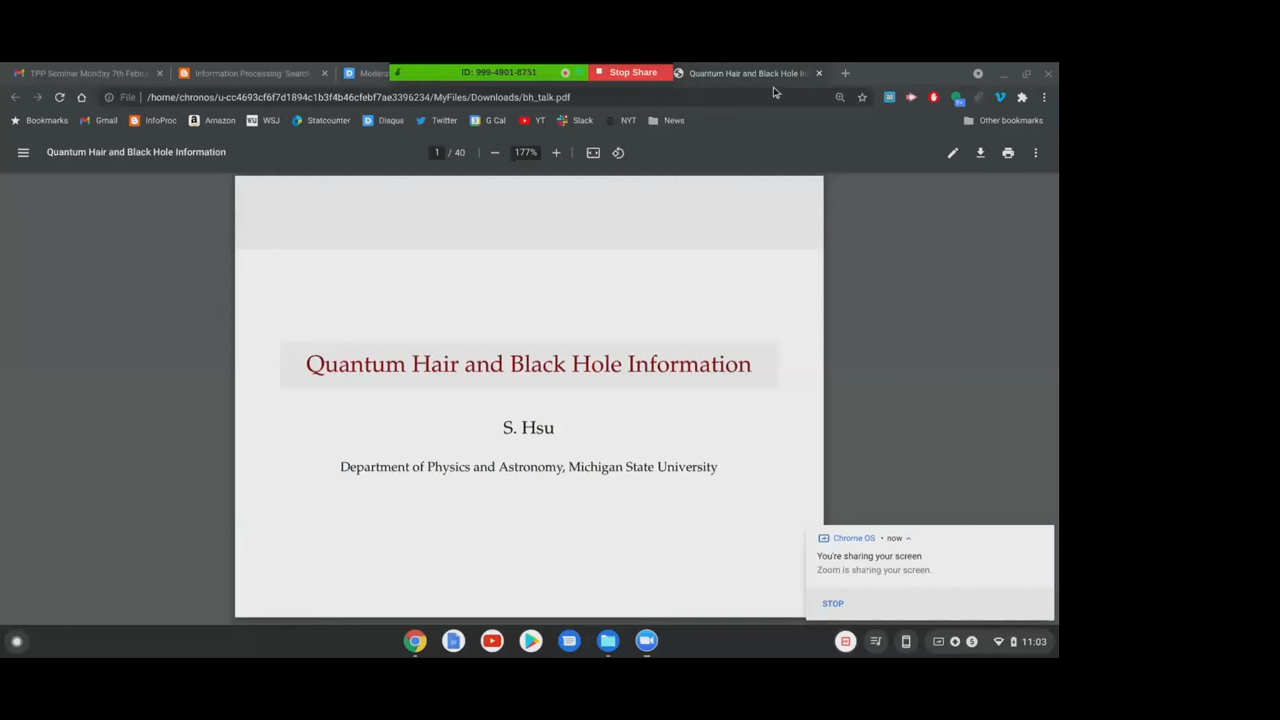 TPP Seminar Monday 7th Febru
Information Processing: Search
Modera
ID: 999-4901-8751
Stop Share
Quantum Hair and Black Hole In
File
/home/chronos/u-cc4693cf6f7d1894c1b3f4b46cfebf7ae3396234/MyFiles/Downloads/bh_talk.pdf
Bookmarks
Gmail
InfoProc
Amazon
WSJ
Statcounter
Disqus
Twitter
G Cal
YT
Slack
NYT
News
Other bookmarks
Quantum Hair and Black Hole Information
1 / 40
177%
Quantum Hair and Black Hole Information
S. Hsu
Department of Physics and Astronomy, Michigan State University
Chrome OS • now
You're sharing your screen
Zoom is sharing your screen.
STOP
11:03